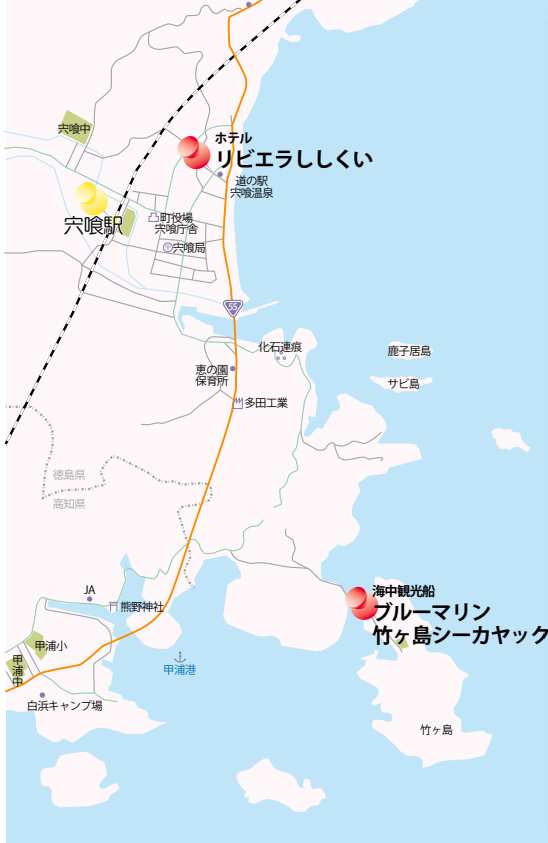 宍喰中
ホテル
リビエラししくい
道の駅
宍喰温泉
宍喰駅
町役場
宍喰庁舎
宍喰局
55
化石連痕
鹿子居島
恵の園
保育所
サビ島
多田工業
徳島県
高知県
JA
熊野神社
海中観光船
ブルーマリン
竹ヶ島シーカヤック
甲浦小
甲浦中
甲浦港
白浜キャンプ場
竹ヶ島